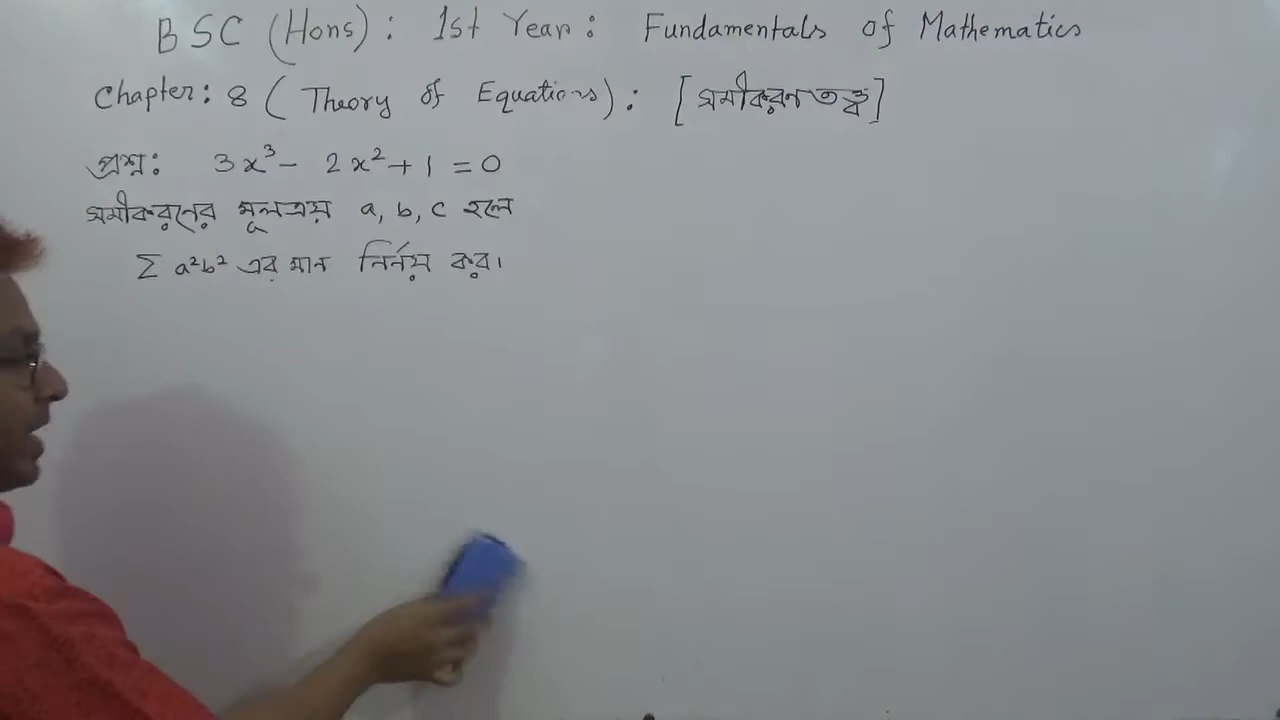 BSC (Hons) : 1st Year : Fundamentals of Mathematics
Chapter: 8 ( Theory of Equations) : [সমীকরণ তত্ত্ব]
প্রশ্ন: 3x³ - 2x² + 1 = 0
সমীকরণের মূলত্রয় a, b, c হলে
Σ a²b² এর মান নির্নয় কর।